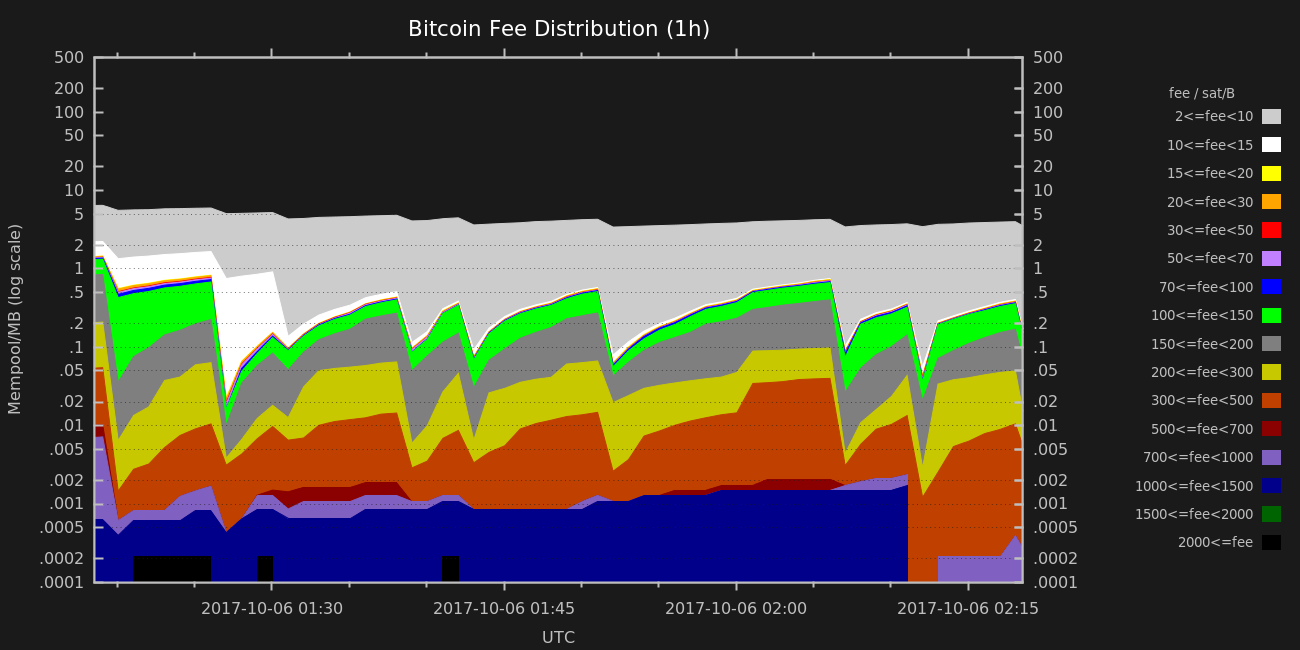 Bitcoin Fee Distribution (1h)
Mempool/MB (log scale)
500
200
100
50
20
10
5
2
1
.5
.2
.1
.05
.02
.01
.005
.002
.001
.0005
.0002
.0001
500
200
100
50
20
10
5
2
1
.5
.2
.1
.05
.02
.01
.005
.002
.001
.0005
.0002
.0001
fee / sat/B
2<=fee<10
10<=fee<15
15<=fee<20
20<=fee<30
30<=fee<50
50<=fee<70
70<=fee<100
100<=fee<150
150<=fee<200
200<=fee<300
300<=fee<500
500<=fee<700
700<=fee<1000
1000<=fee<1500
1500<=fee<2000
2000<=fee
2017-10-06 01:30 2017-10-06 01:45 2017-10-06 02:00 2017-10-06 02:15
UTC